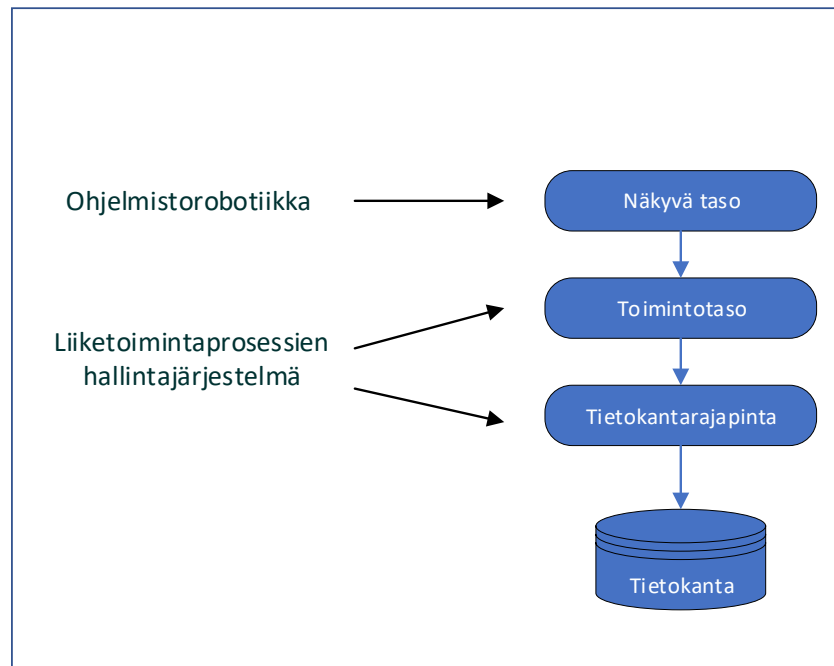 Ohjelmistorobotiikka
Näkyvä taso
Toimintotaso
Liiketoimintaprosessien
hallintajärjestelmä
Tietokantarajapinta
Tietokanta